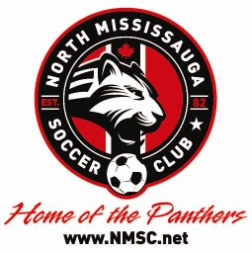 NORTH MISSISSAUGA
EST. 82
SOCCER CLUB
Home of the Panthers
www.NMSC.net